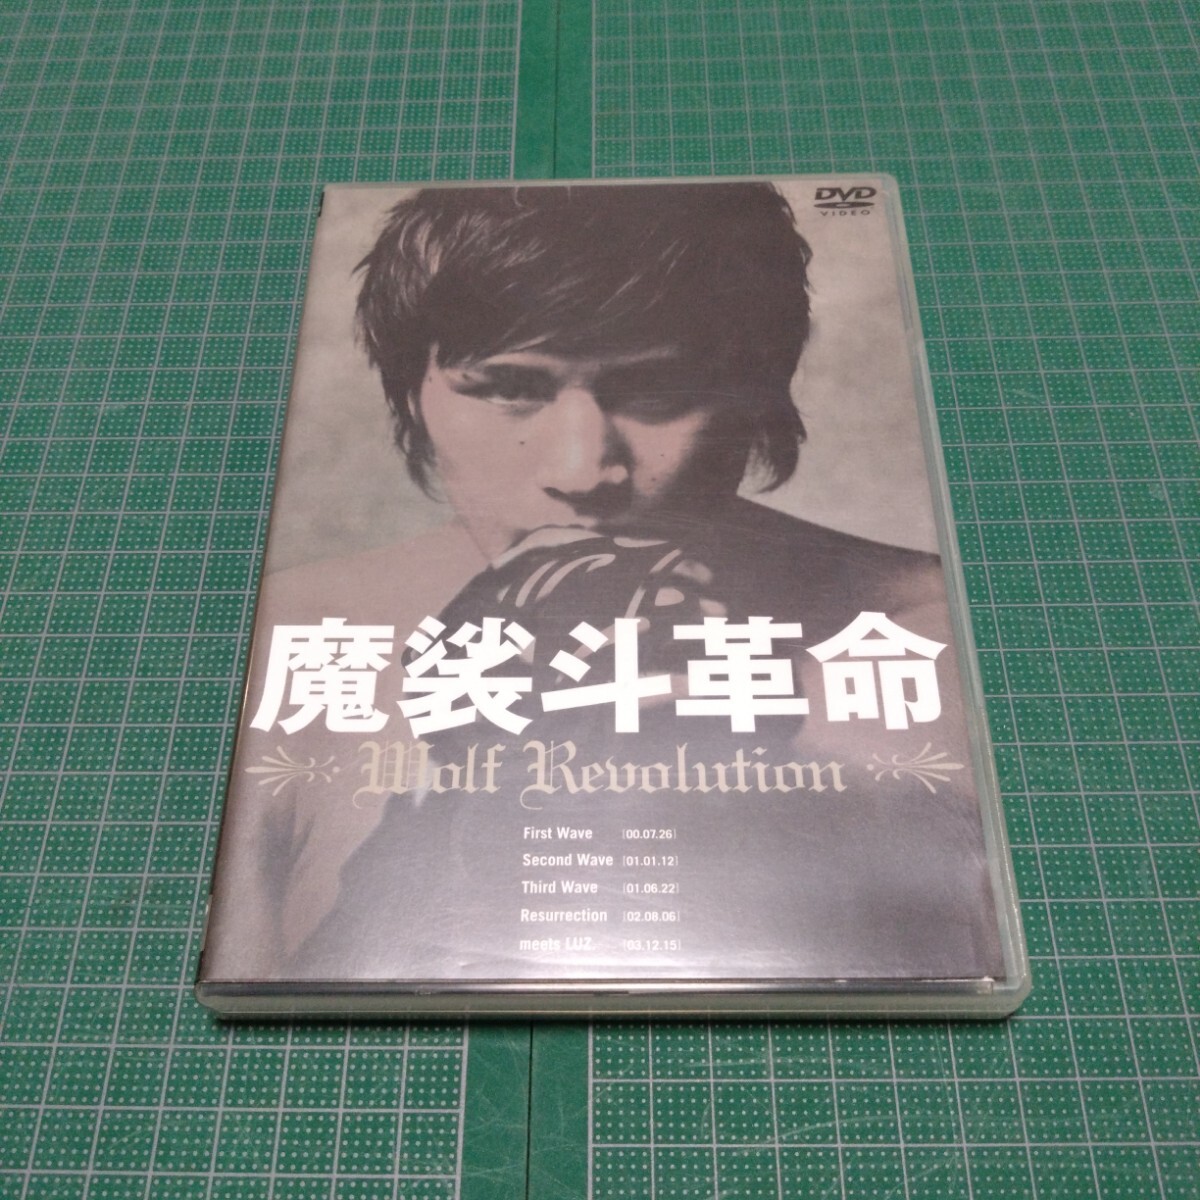 DVD
VIDEO
魔裟斗革命
Wolf Revolution
First Wave [00.07.26]
Second Wave [01.01.12]
Third Wave [01.06.22]
Resurrection [02.08.06]
meets LUZ [03.12.15]